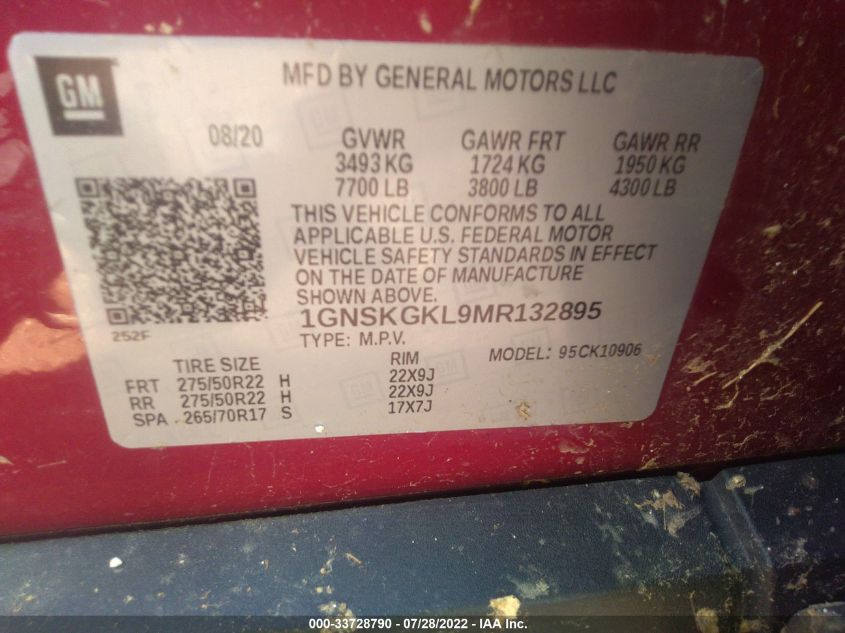 GM
MFD BY GENERAL MOTORS LLC
08/20 GVWR GAWR FRT GAWR RR
3493 KG 1724 KG 1950 KG
7700 LB 3800 LB 4300 LB
THIS VEHICLE CONFORMS TO ALL
APPLICABLE U.S. FEDERAL MOTOR
VEHICLE SAFETY STANDARDS IN EFFECT
ON THE DATE OF MANUFACTURE
SHOWN ABOVE.
1GNSKGKL9MR132895
252F
TYPE: M.P.V. MODEL: 95CK10906
TIRE SIZE RIM
FRT 275/50R22 H 22X9J
RR 275/50R22 H 22X9J
SPA 265/70R17 S 17X7J
000-33728790 - 07/28/2022 - IAA Inc.